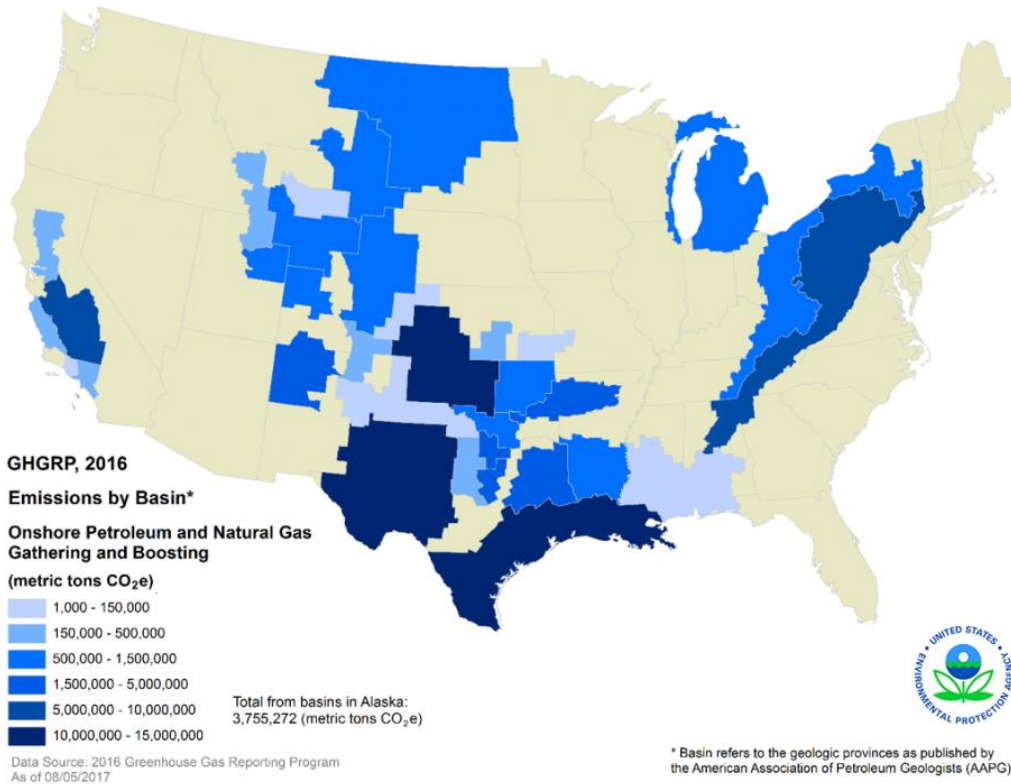 GHGRP, 2016
Emissions by Basin*
Onshore Petroleum and Natural Gas
Gathering and Boosting
(metric tons CO₂e)
1,000 - 150,000
150,000 - 500,000
500,000 - 1,500,000
1,500,000 - 5,000,000
5,000,000 - 10,000,000
10,000,000 - 15,000,000
Total from basins in Alaska:
3,755,272 (metric tons CO₂e)
Data Source: 2016 Greenhouse Gas Reporting Program
As of 08/05/2017
UNITED STATES
ENVIRONMENTAL PROTECTION AGENCY
* Basin refers to the geologic provinces as published by
the American Association of Petroleum Geologists (AAPG)